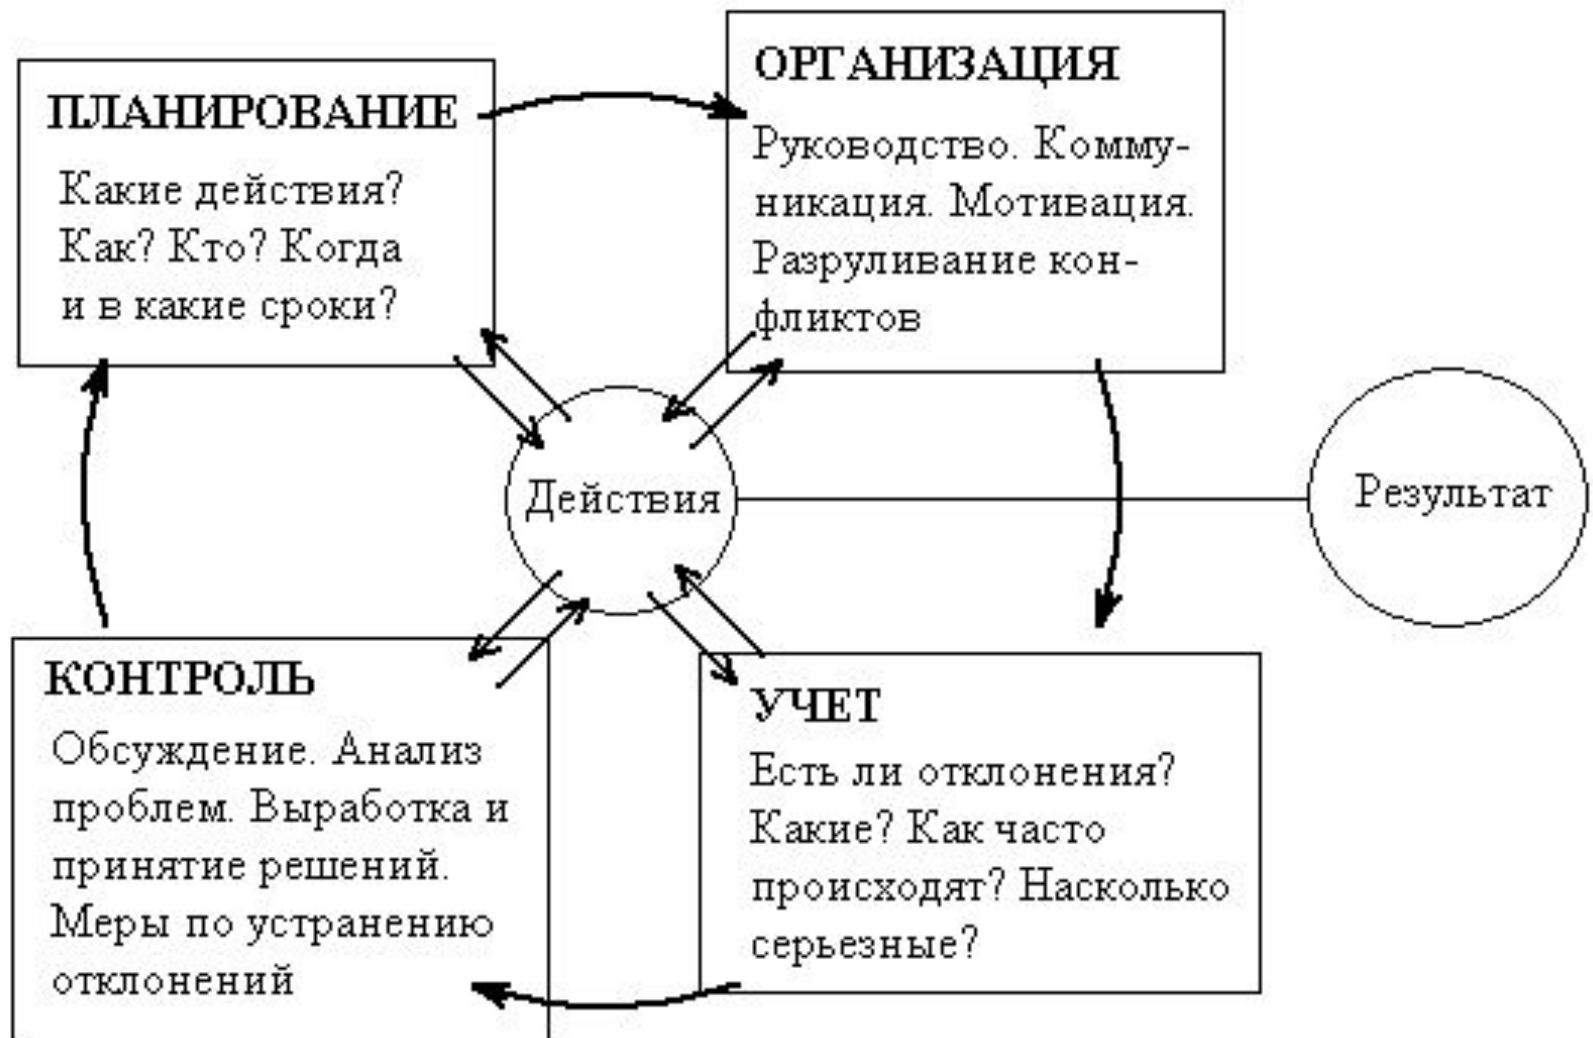 ПЛАНИРОВАНИЕ
Какие действия?
Как? Кто? Когда
и в какие сроки?
ОРГАНИЗАЦИЯ
Руководство. Комму-
никация. Мотивация.
Разруливание кон-
фликтов
Действия
Результат
КОНТРОЛЬ
Обсуждение. Анализ
проблем. Выработка и
принятие решений.
Меры по устранению
отклонений
УЧЕТ
Есть ли отклонения?
Какие? Как часто
происходят? Насколько
серьезные?